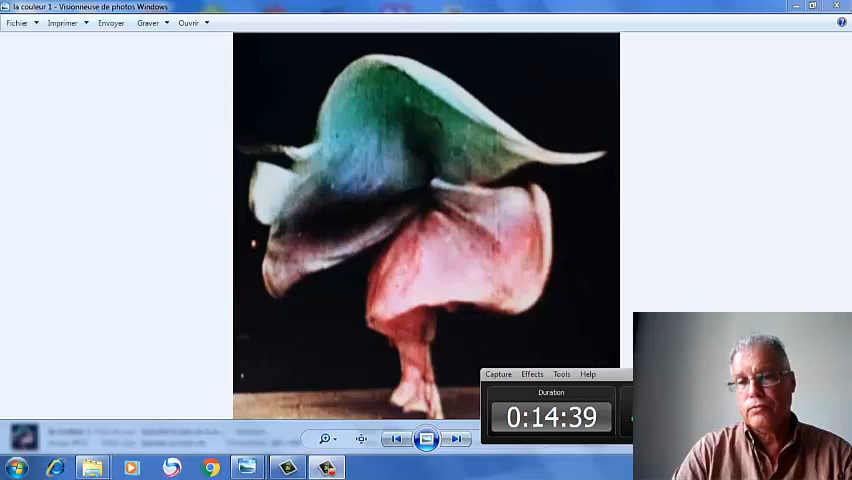 la couleur 1 - Visionneuse de photos Windows
Fichier Imprimer Envoyer Graver Ouvrir
Capture Effects Tools Help
Duration
0:14:39